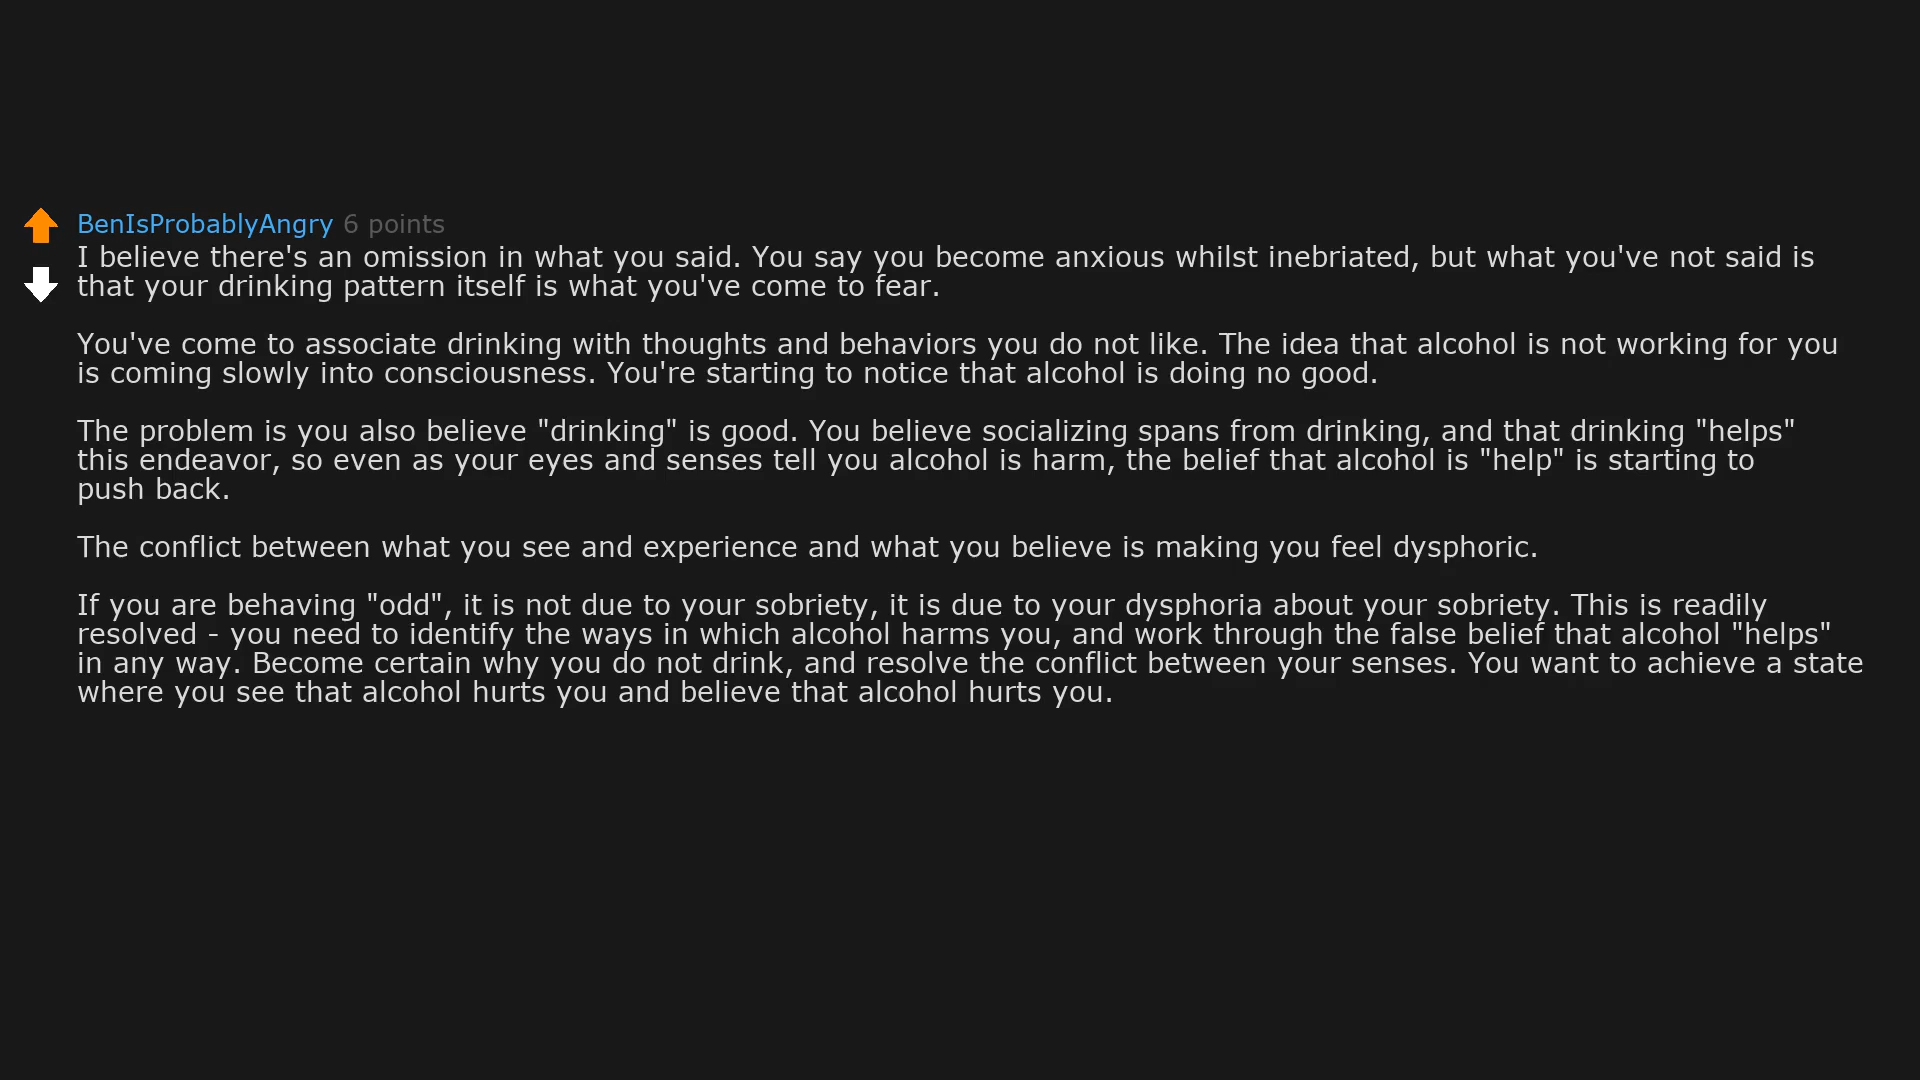 BenIsProbablyAngry 6 points
I believe there's an omission in what you said. You say you become anxious whilst inebriated, but what you've not said is
that your drinking pattern itself is what you've come to fear.
You've come to associate drinking with thoughts and behaviors you do not like. The idea that alcohol is not working for you
is coming slowly into consciousness. You're starting to notice that alcohol is doing no good.
The problem is you also believe "drinking" is good. You believe socializing spans from drinking, and that drinking "helps"
this endeavor, so even as your eyes and senses tell you alcohol is harm, the belief that alcohol is "help" is starting to
push back.
The conflict between what you see and experience and what you believe is making you feel dysphoric.
If you are behaving "odd", it is not due to your sobriety, it is due to your dysphoria about your sobriety. This is readily
resolved - you need to identify the ways in which alcohol harms you, and work through the false belief that alcohol "helps"
in any way. Become certain why you do not drink, and resolve the conflict between your senses. You want to achieve a state
where you see that alcohol hurts you and believe that alcohol hurts you.